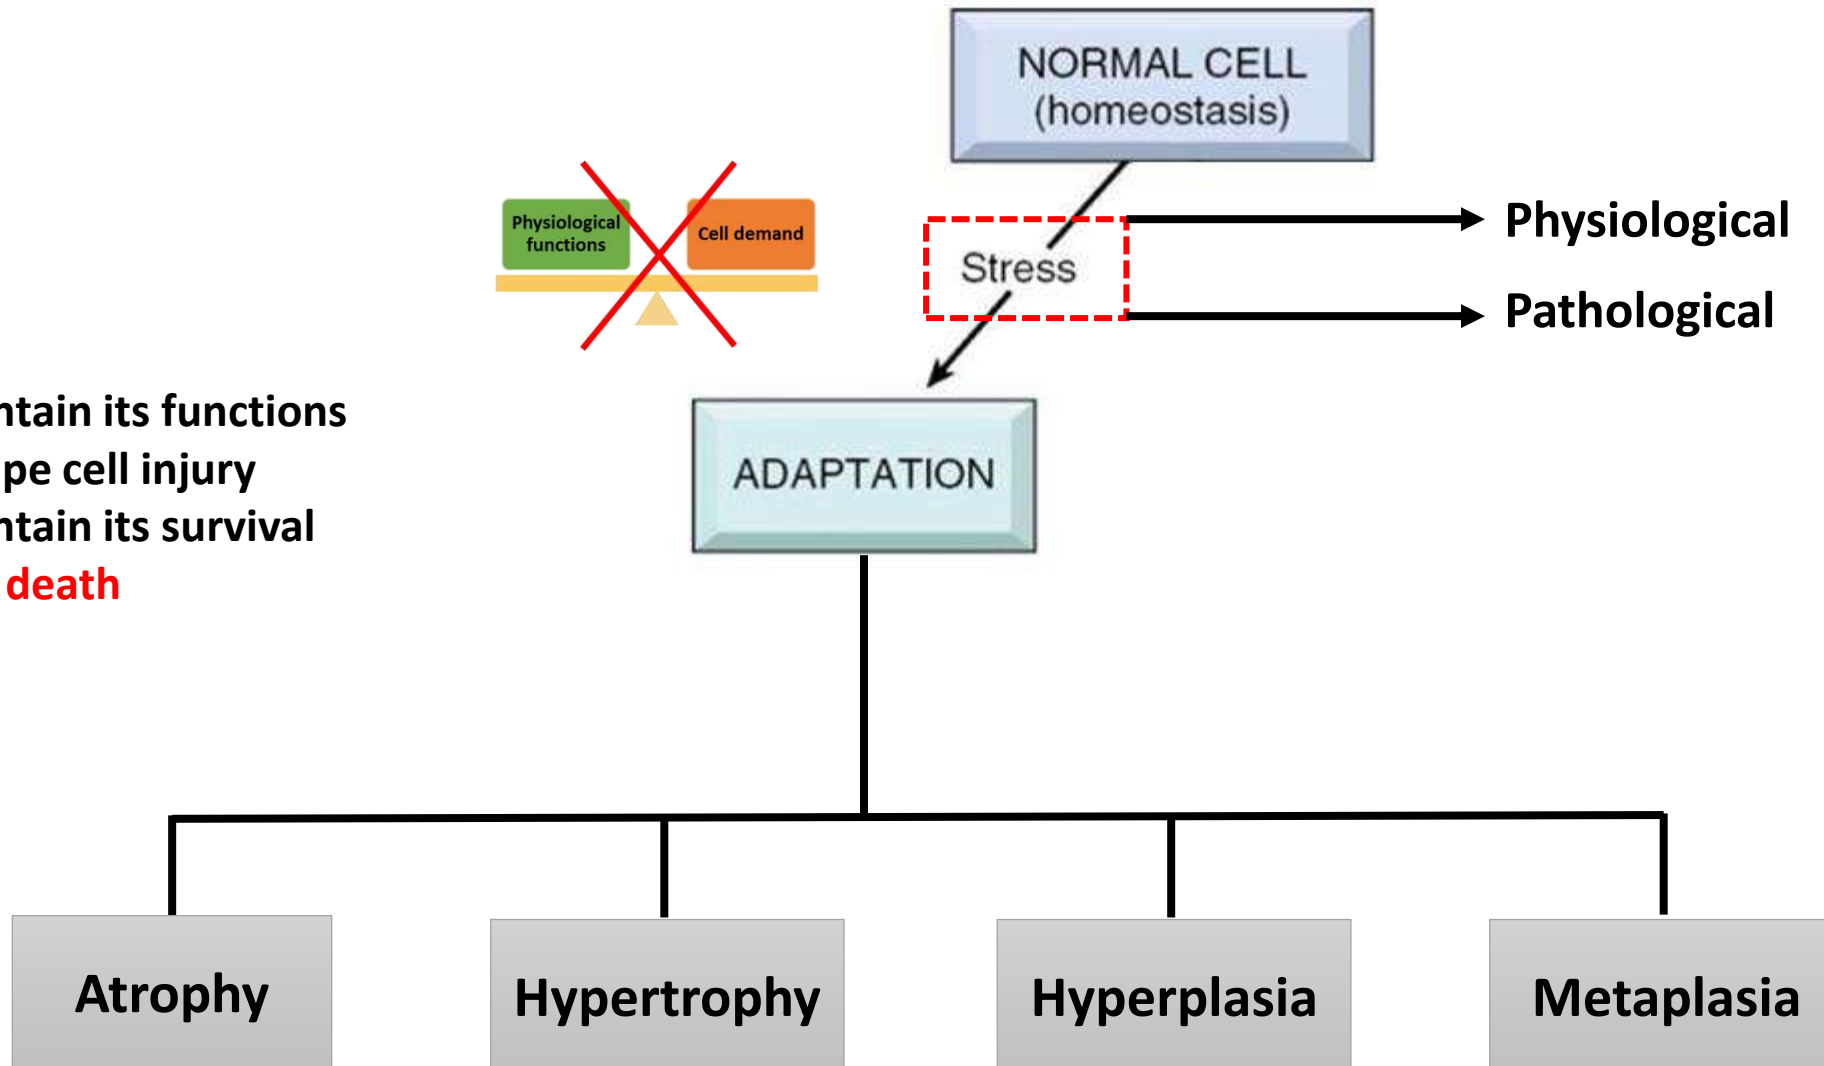 NORMAL CELL
(homeostasis)
Physiological
functions
Cell demand
Stress
Physiological
Pathological
ntain its functions
pe cell injury
ntain its survival
death
ADAPTATION
Atrophy
Hypertrophy
Hyperplasia
Metaplasia